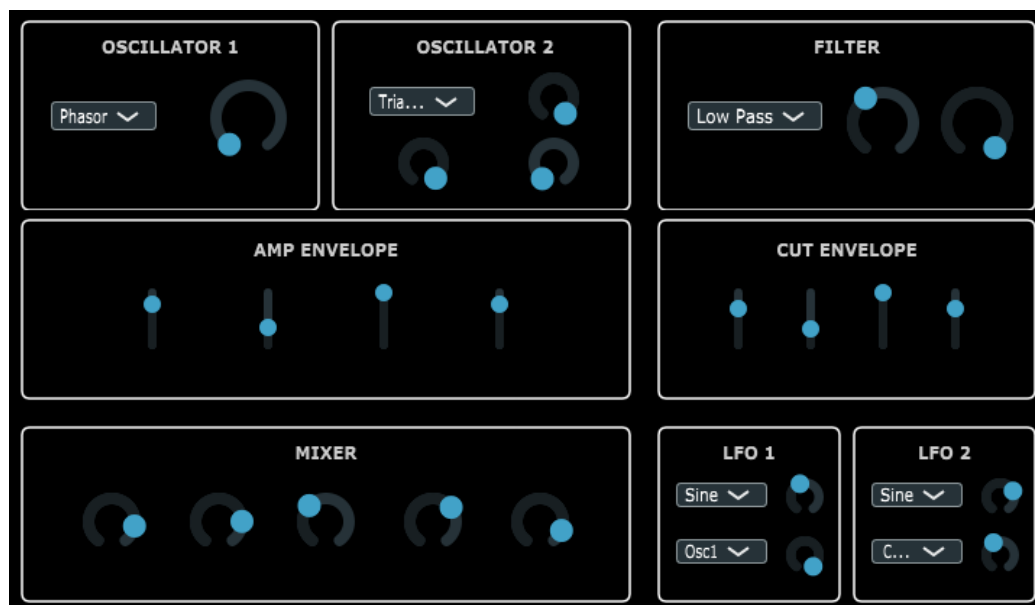 OSCILLATOR 1
Phasor
OSCILLATOR 2
Tria...
FILTER
Low Pass
AMP ENVELOPE
CUT ENVELOPE
MIXER
LFO 1
Sine
Osc1
LFO 2
Sine
C...